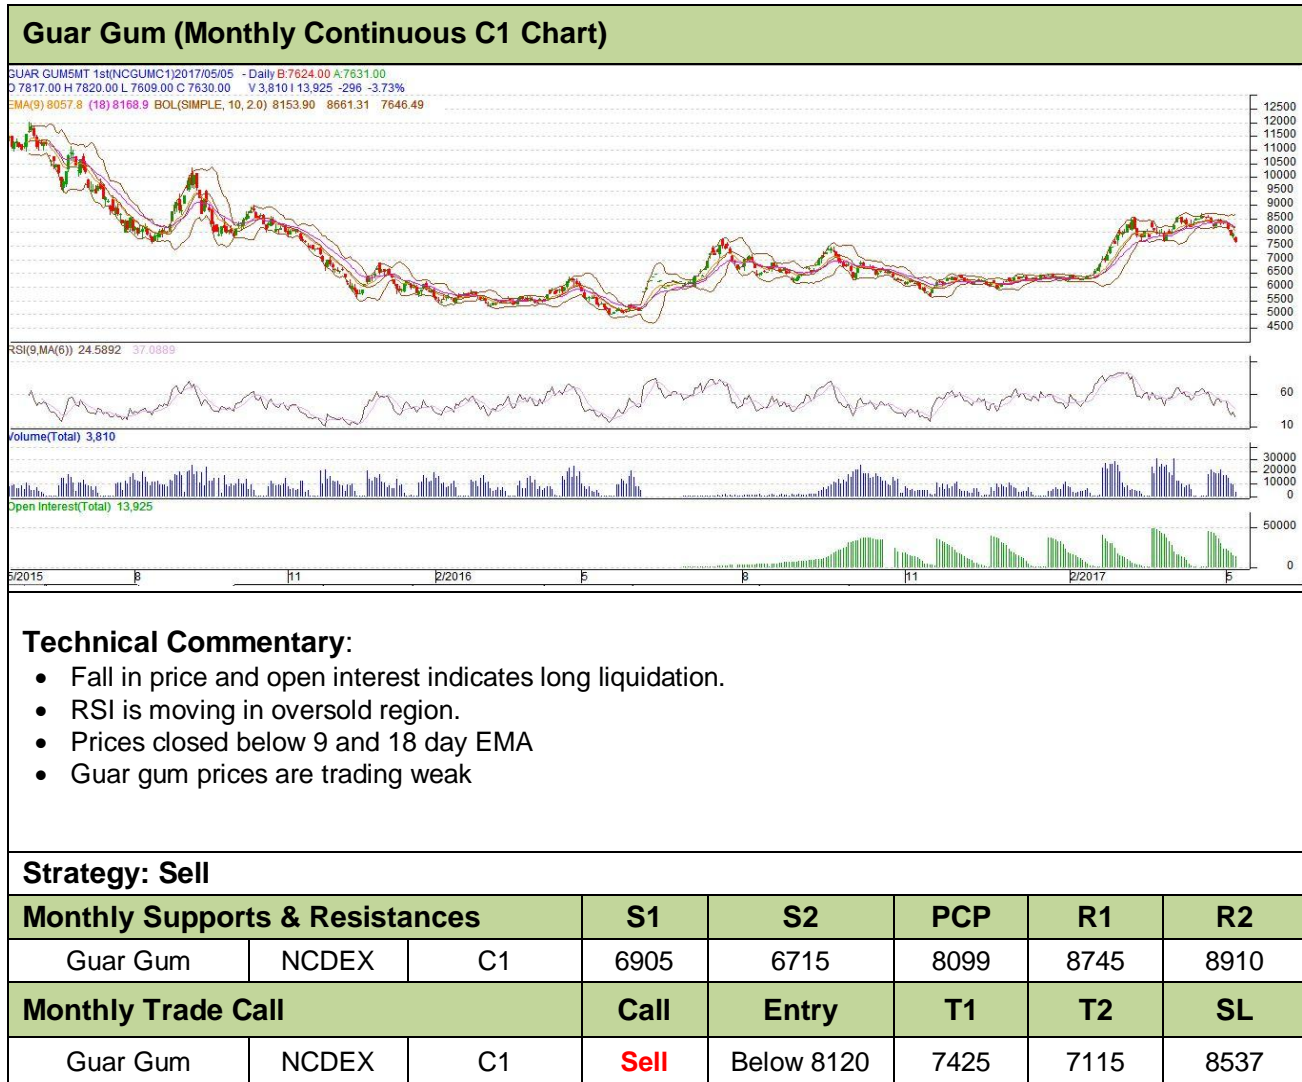 Guar Gum (Monthly Continuous C1 Chart)
GUAR GUM5MT 1st(NCGUMC1)2017/05/05 - Daily B:7624.00 A:7631.00
O 7817.00 H 7820.00 L 7609.00 C 7630.00 V 3,810 I 13,925 -296 -3.73%
EMA(9) 8057.8 (18) 8168.9 BOL(SIMPLE, 10, 2.0) 8153.90 8661.31 7646.49
12500
12000
11500
11000
10500
10000
9500
9000
8500
8000
7500
7000
6500
6000
5500
5000
4500
RSI(9,MA(6)) 24.5892 37.0889
60
10
Volume(Total) 3,810
30000
20000
10000
0
Open Interest(Total) 13,925
50000
0
5/2015 8 11 2/2016 5 8 11 2/2017 5
Technical Commentary:
• Fall in price and open interest indicates long liquidation.
• RSI is moving in oversold region.
• Prices closed below 9 and 18 day EMA
• Guar gum prices are trading weak
Strategy: Sell
Monthly Supports & Resistances S1 S2 PCP R1 R2
Guar Gum NCDEX C1 6905 6715 8099 8745 8910
Monthly Trade Call Call Entry T1 T2 SL
Guar Gum NCDEX C1 Sell Below 8120 7425 7115 8537